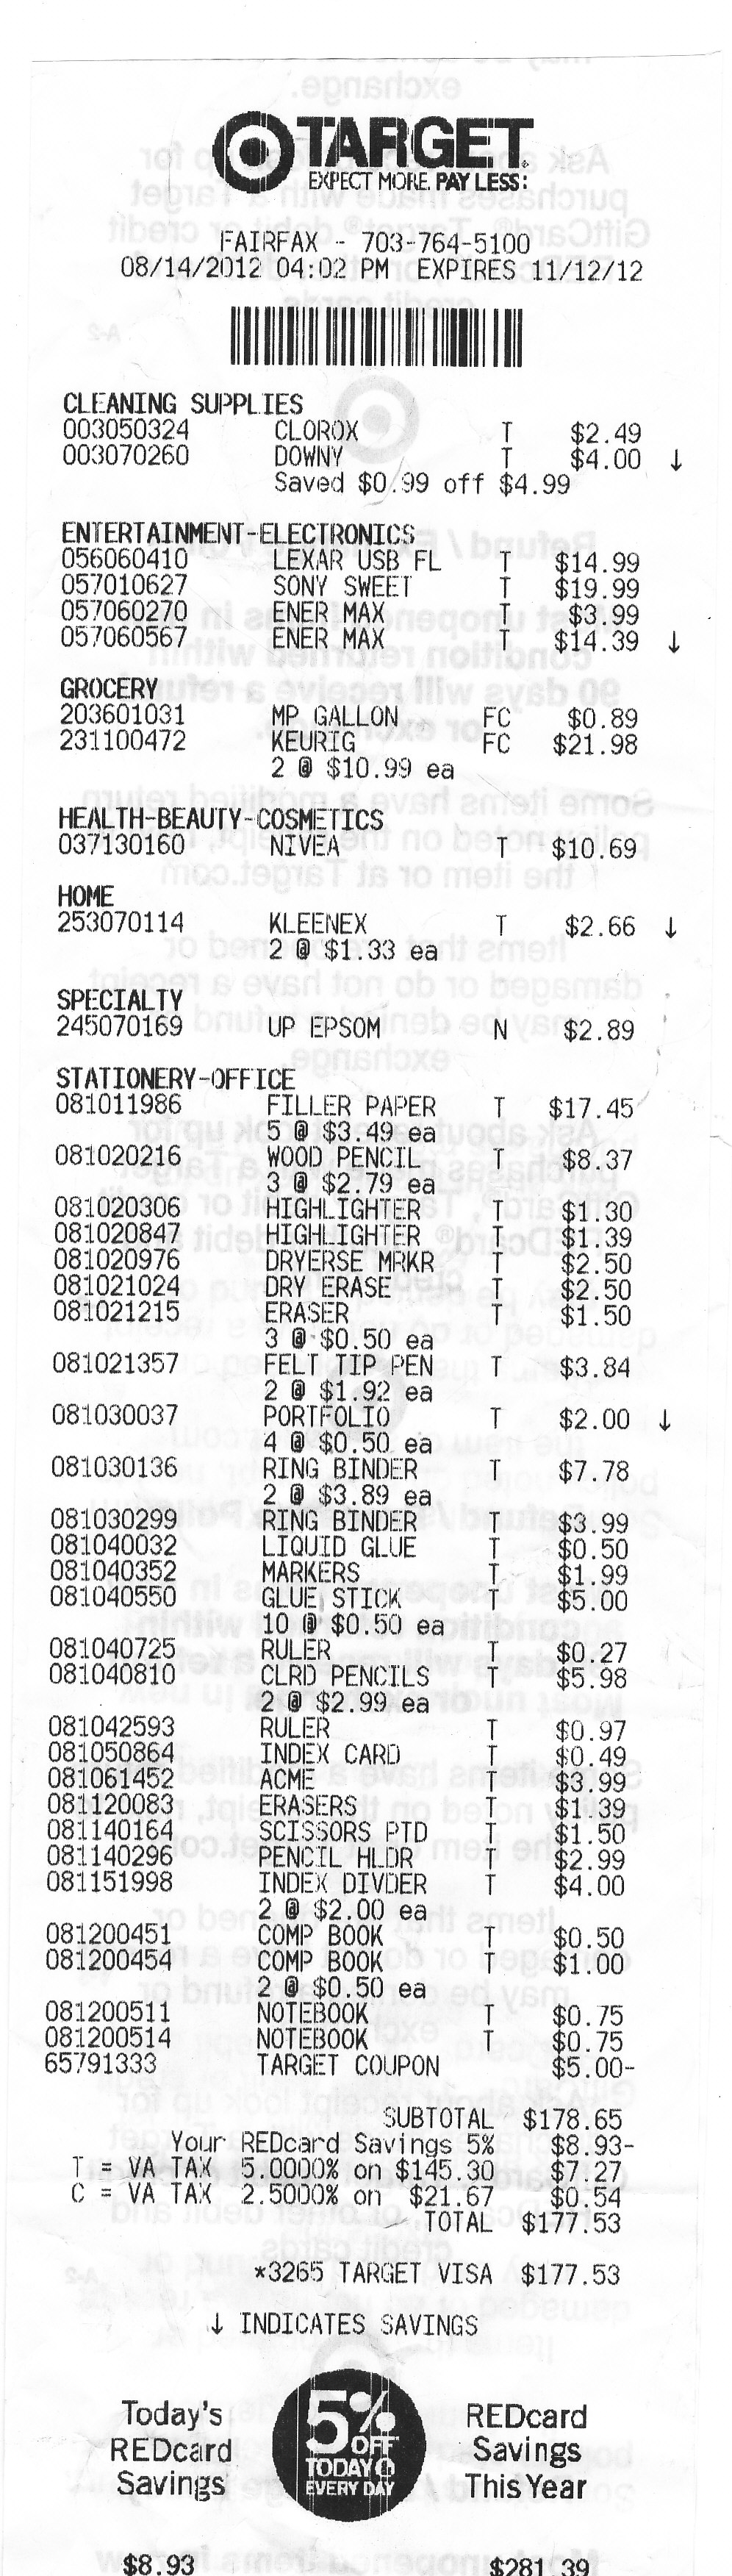 TARGET
EXPECT MORE. PAY LESS.
FAIRFAX - 703-764-5100
08/14/2012 04:02 PM EXPIRES 11/12/12
CLEANING SUPPLIES
003050324 CLOROX T $2.49
003070260 DOWNY T $4.00 ↓
Saved $0.99 off $4.99
ENTERTAINMENT-ELECTRONICS
056060410 LEXAR USB FL T $14.99
057010627 SONY SWEET T $19.99
057060270 ENER MAX T $3.99
057060567 ENER MAX T $14.39 ↓
GROCERY
203601031 MP GALLON FC $0.89
231100472 KEURIG FC $21.98
2 @ $10.99 ea
HEALTH-BEAUTY-COSMETICS
037130160 NIVEA T $10.69
HOME
253070114 KLEENEX T $2.66 ↓
2 @ $1.33 ea
SPECIALTY
245070169 UP EPSOM N $2.89
STATIONERY-OFFICE
081011986 FILLER PAPER T $17.45
5 @ $3.49 ea
081020216 WOOD PENCIL T $8.37
3 @ $2.79 ea
081020306 HIGHLIGHTER T $1.30
081020847 HIGHLIGHTER T $1.39
081020976 DRYERSE MRKR T $2.50
081021024 DRY ERASE T $2.50
081021215 ERASER T $1.50
3 @ $0.50 ea
081021357 FELT TIP PEN T $3.84
2 @ $1.92 ea
081030037 PORTFOLIO T $2.00 ↓
4 @ $0.50 ea
081030136 RING BINDER T $7.78
2 @ $3.89 ea
081030299 RING BINDER T $3.99
081040032 LIQUID GLUE T $0.50
081040352 MARKERS T $1.99
081040550 GLUE STICK T $5.00
10 @ $0.50 ea
081040725 RULER T $0.27
081040810 CLRD PENCILS T $5.98
2 @ $2.99 ea
081042593 RULER T $0.97
081050864 INDEX CARD T $0.49
081061452 ACME T $3.99
081120083 ERASERS T $1.39
081140164 SCISSORS PTD T $1.50
081140296 PENCIL HLDR T $2.99
081151998 INDEX DIVDER T $4.00
2 @ $2.00 ea
081200451 COMP BOOK T $0.50
081200454 COMP BOOK T $1.00
2 @ $0.50 ea
081200511 NOTEBOOK T $0.75
081200514 NOTEBOOK T $0.75
65791333 TARGET COUPON $5.00-
SUBTOTAL $178.65
Your REDcard Savings 5% $8.93-
T = VA TAX 5.0000% on $145.30 $7.27
C = VA TAX 2.5000% on $21.67 $0.54
TOTAL $177.53
*3265 TARGET VISA $177.53
↓ INDICATES SAVINGS
Today's REDcard Savings
5% OFF TODAY & EVERY DAY
REDcard Savings This Year
$8.93 $281.39